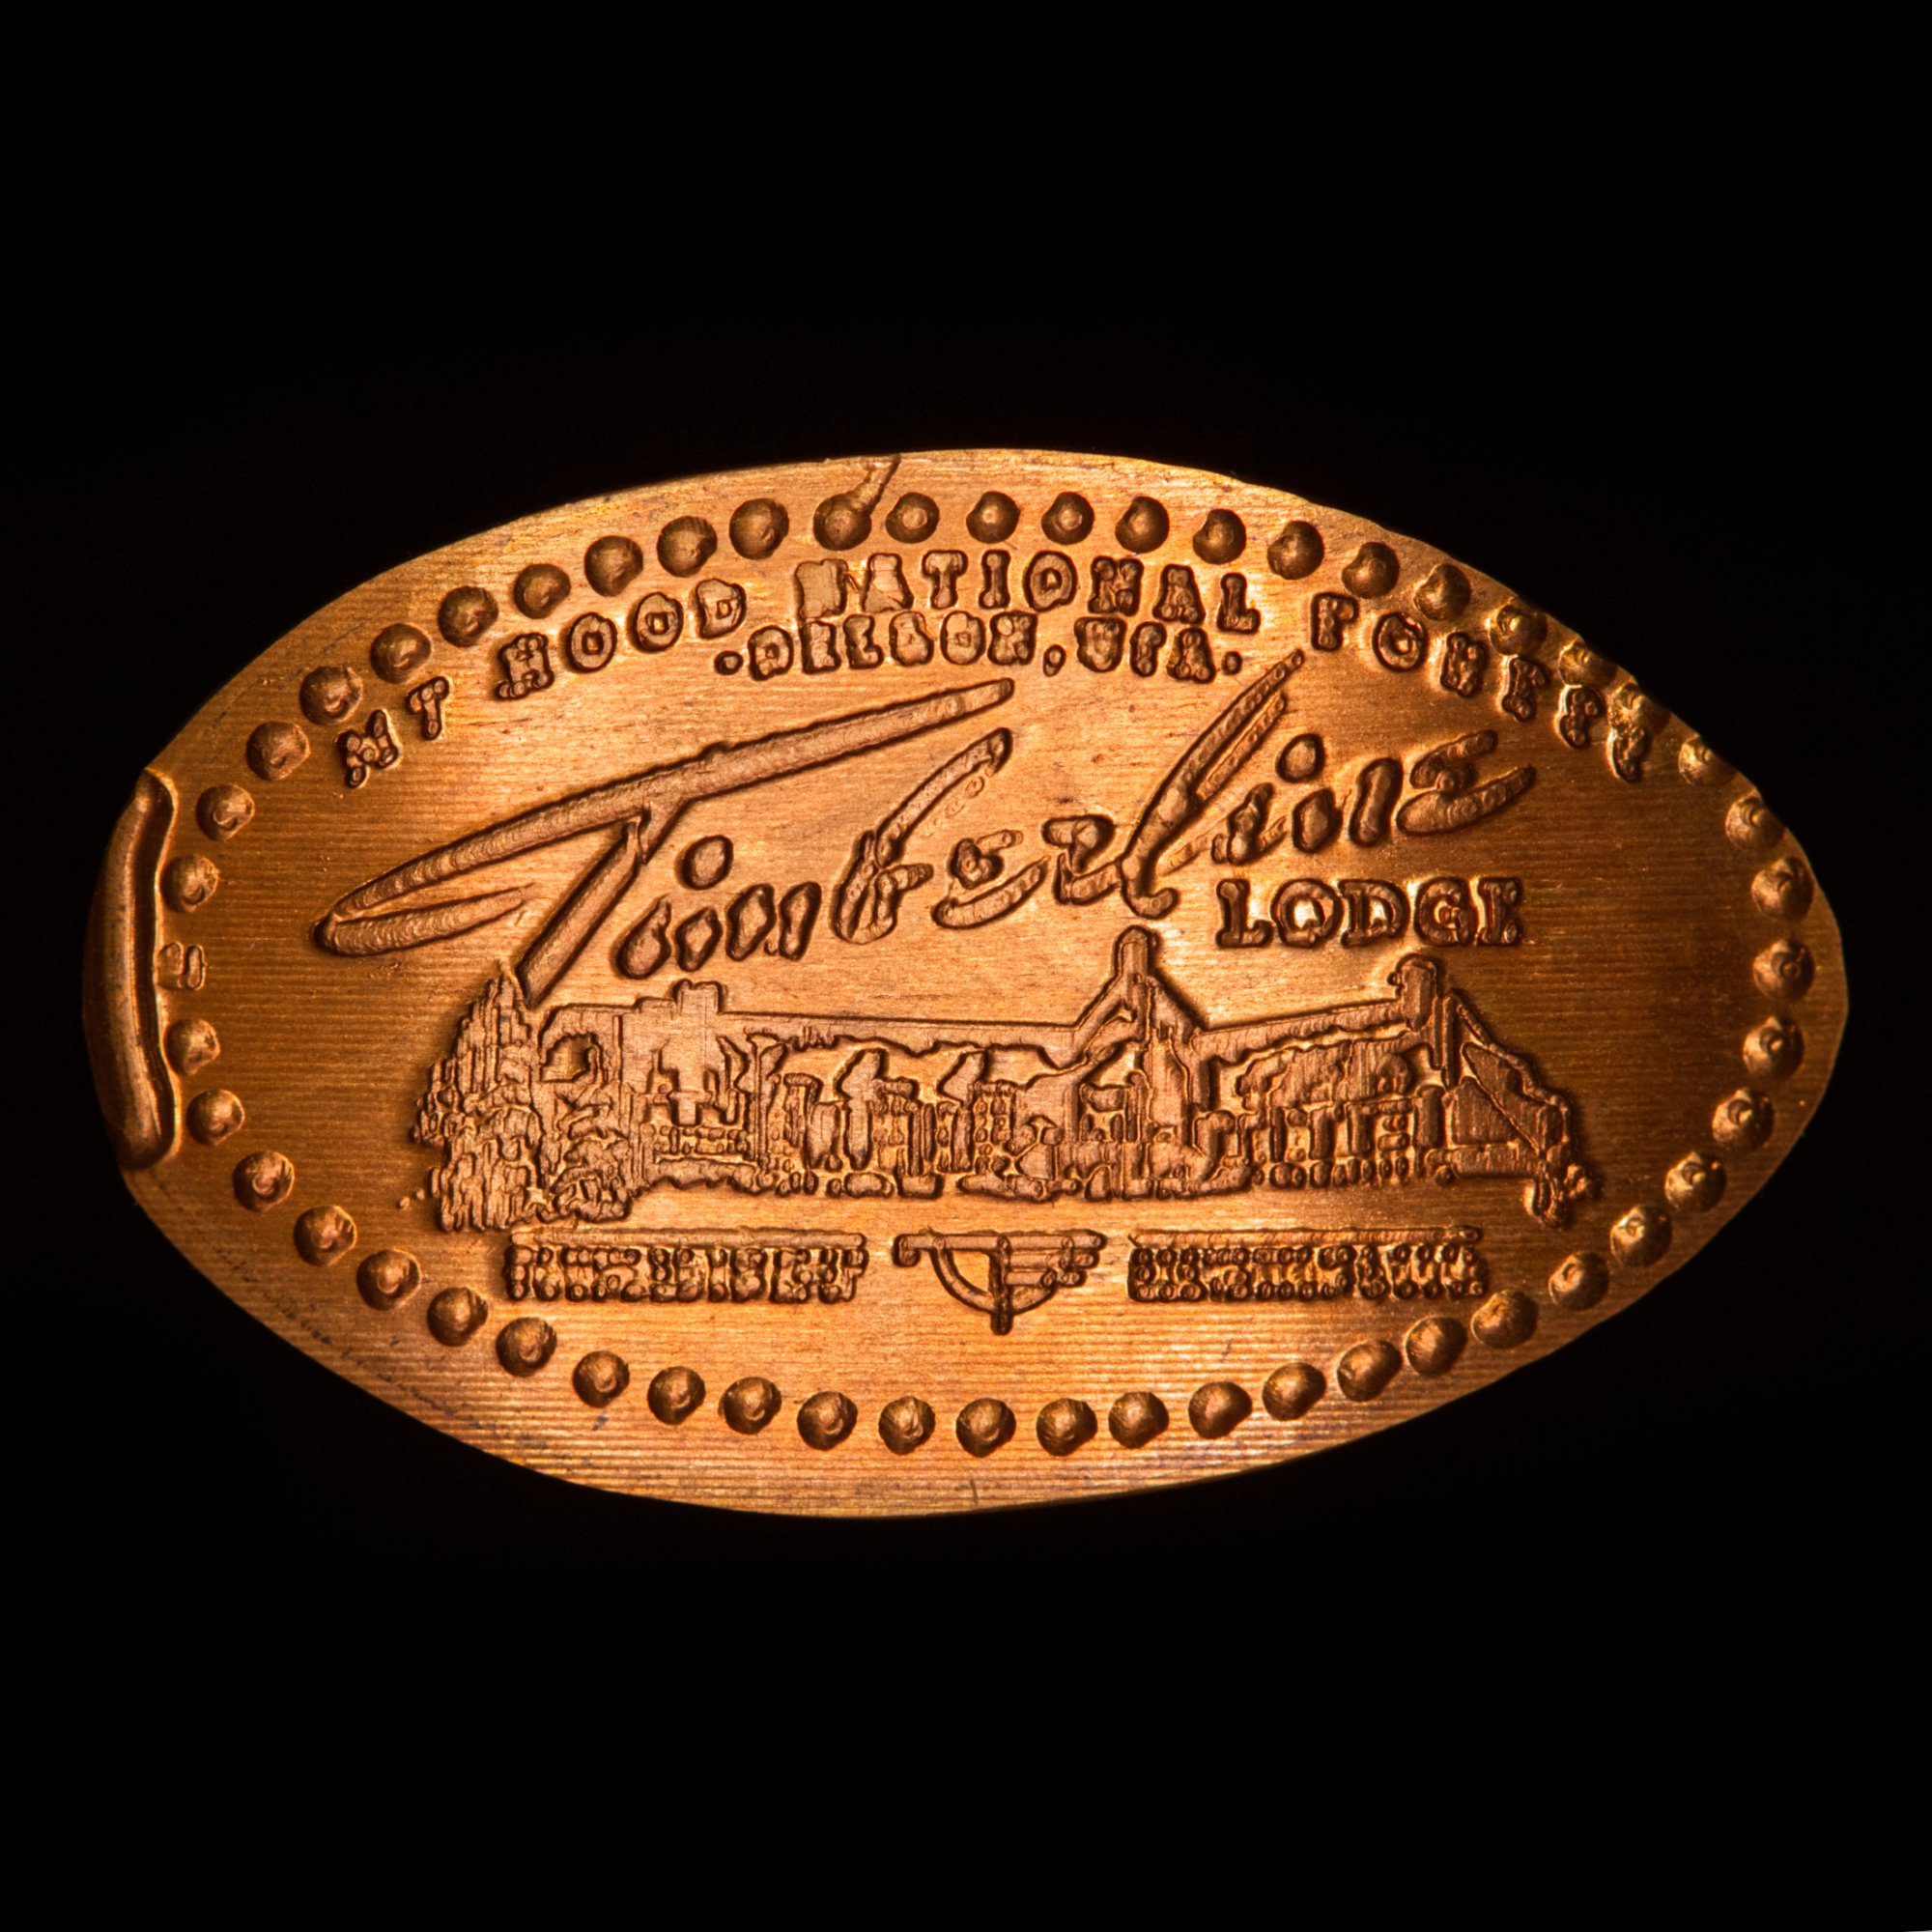 MT HOOD NATIONAL FOREST
·OREGON, USA·
Timberline
LODGE